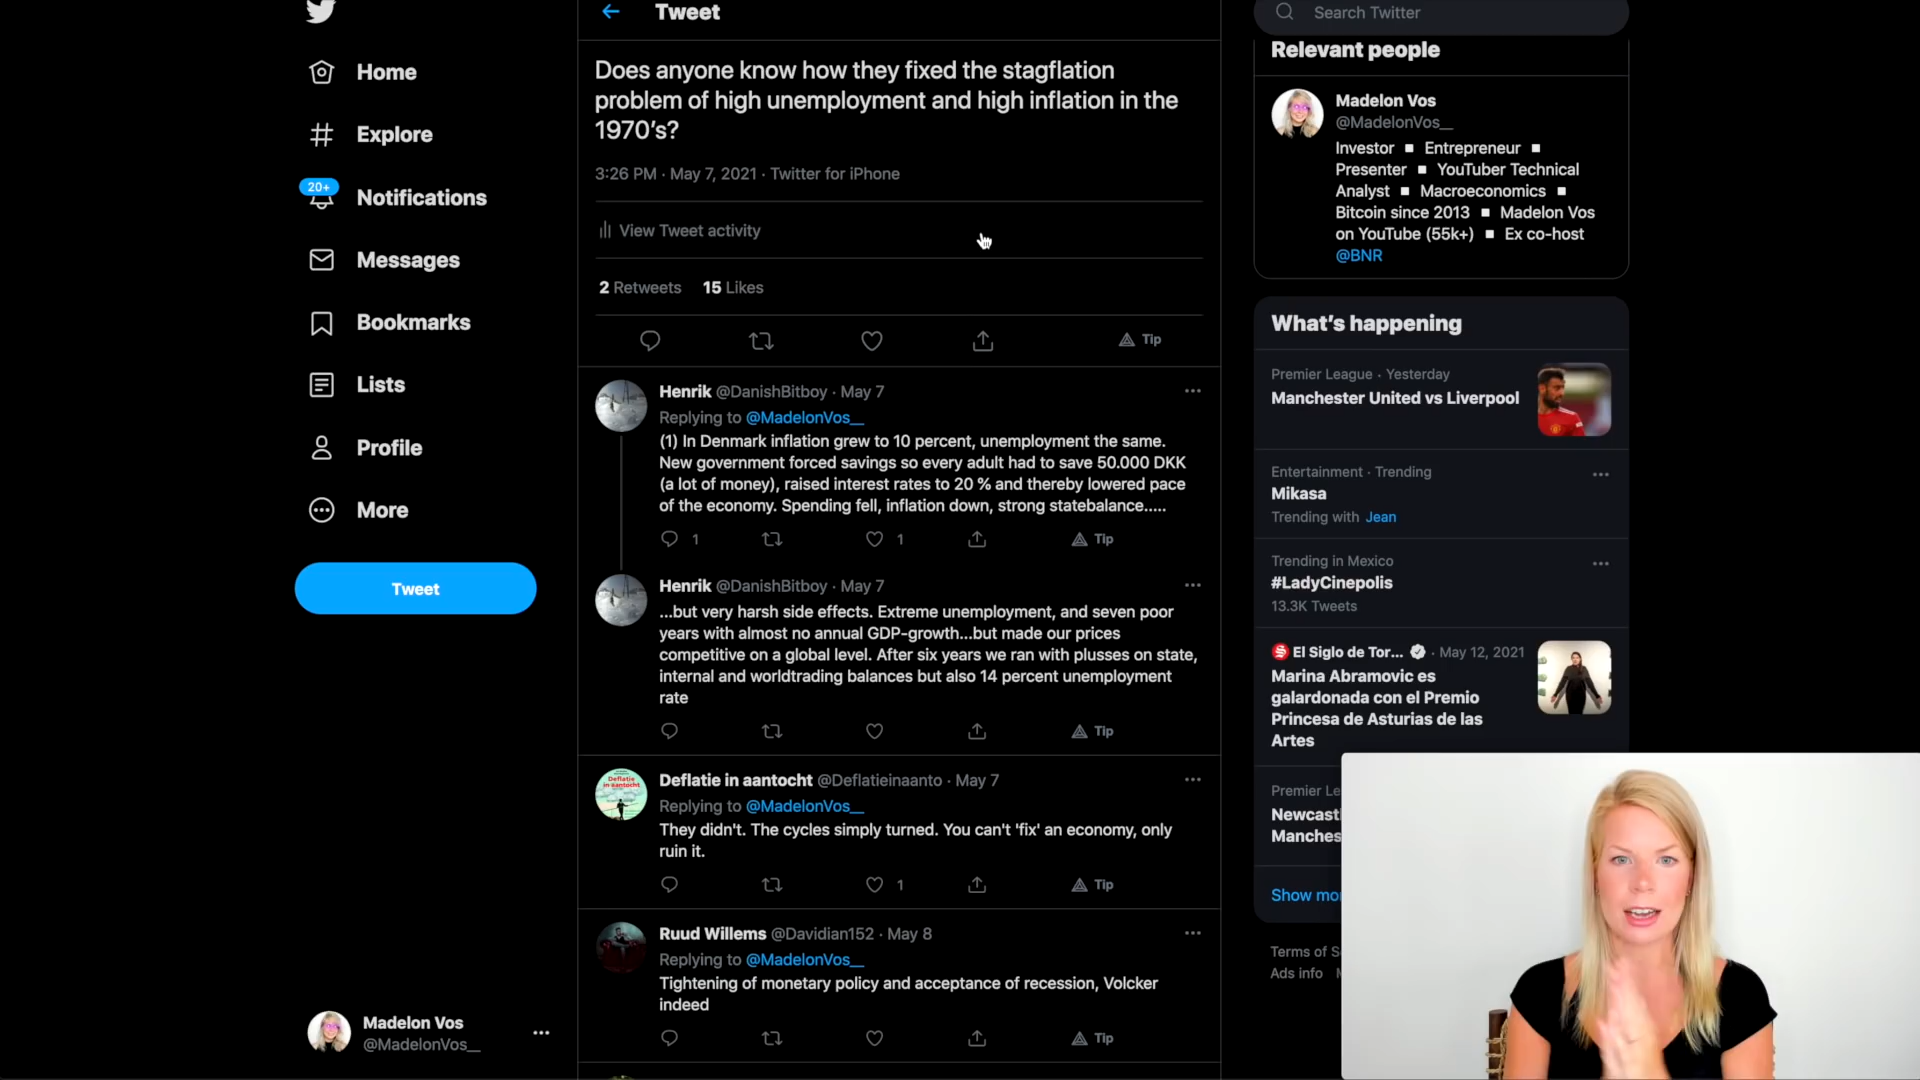 Tweet
Search Twitter
Home
Explore
20+
Notifications
Messages
Bookmarks
Lists
Profile
More
Tweet
Madelon Vos
@MadelonVos__
Does anyone know how they fixed the stagflation
problem of high unemployment and high inflation in the
1970's?
3:26 PM · May 7, 2021 · Twitter for iPhone
View Tweet activity
2 Retweets 15 Likes
Tip
Henrik @DanishBitboy · May 7
Replying to @MadelonVos__
(1) In Denmark inflation grew to 10 percent, unemployment the same.
New government forced savings so every adult had to save 50.000 DKK
(a lot of money), raised interest rates to 20 % and thereby lowered pace
of the economy. Spending fell, inflation down, strong statebalance.....
1 1 Tip
Henrik @DanishBitboy · May 7
...but very harsh side effects. Extreme unemployment, and seven poor
years with almost no annual GDP-growth...but made our prices
competitive on a global level. After six years we ran with plusses on state,
internal and worldtrading balances but also 14 percent unemployment
rate
Tip
Deflatie in aantocht @Deflatieinaanto · May 7
Replying to @MadelonVos__
They didn't. The cycles simply turned. You can't 'fix' an economy, only
ruin it.
1 Tip
Ruud Willems @Davidian152 · May 8
Replying to @MadelonVos__
Tightening of monetary policy and acceptance of recession, Volcker
indeed
Tip
Relevant people
Madelon Vos
@MadelonVos__
Investor ■ Entrepreneur ■
Presenter ■ YouTuber Technical
Analyst ■ Macroeconomics ■
Bitcoin since 2013 ■ Madelon Vos
on YouTube (55k+) ■ Ex co-host
@BNR
What's happening
Premier League · Yesterday
Manchester United vs Liverpool
Entertainment · Trending
Mikasa
Trending with Jean
Trending in Mexico
#LadyCinepolis
13.3K Tweets
El Siglo de Tor... · May 12, 2021
Marina Abramovic es
galardonada con el Premio
Princesa de Asturias de las
Artes
Premier Le
Newcastl
Manches
Show mo
Terms of S
Ads info